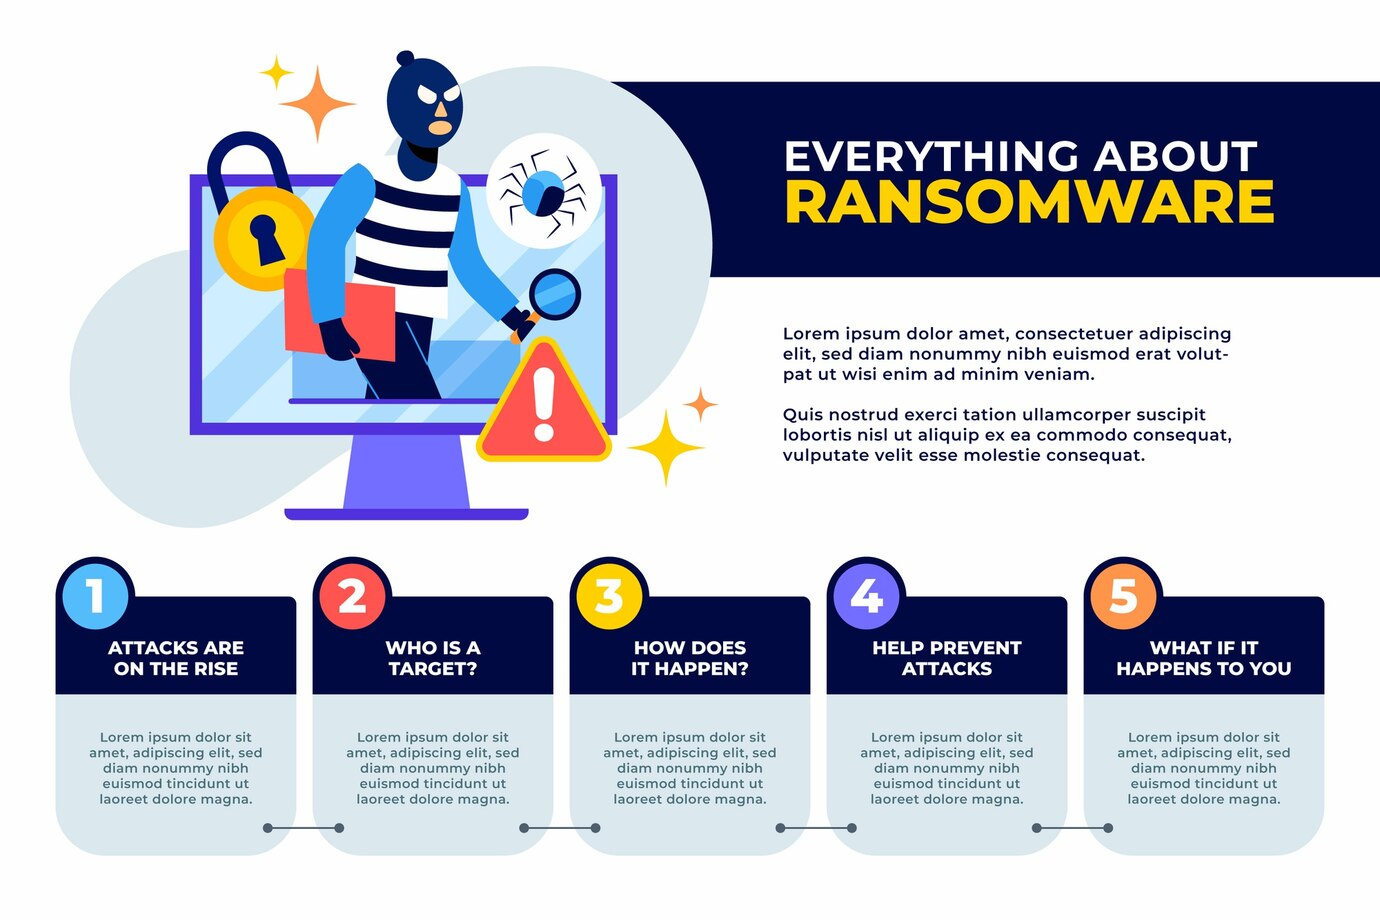 EVERYTHING ABOUT
RANSOMWARE
Lorem ipsum dolor amet, consectetuer adipiscing
elit, sed diam nonummy nibh euismod erat volut-
pat ut wisi enim ad minim veniam.
Quis nostrud exerci tation ullamcorper suscipit
lobortis nisl ut aliquip ex ea commodo consequat,
vulputate velit esse molestie consequat.
1
ATTACKS ARE
ON THE RISE
Lorem ipsum dolor sit
amet, adipiscing elit, sed
diam nonummy nibh
euismod tincidunt ut
laoreet dolore magna.
2
WHO IS A
TARGET?
Lorem ipsum dolor sit
amet, adipiscing elit, sed
diam nonummy nibh
euismod tincidunt ut
laoreet dolore magna.
3
HOW DOES
IT HAPPEN?
Lorem ipsum dolor sit
amet, adipiscing elit, sed
diam nonummy nibh
euismod tincidunt ut
laoreet dolore magna.
4
HELP PREVENT
ATTACKS
Lorem ipsum dolor sit
amet, adipiscing elit, sed
diam nonummy nibh
euismod tincidunt ut
laoreet dolore magna.
5
WHAT IF IT
HAPPENS TO YOU
Lorem ipsum dolor sit
amet, adipiscing elit, sed
diam nonummy nibh
euismod tincidunt ut
laoreet dolore magna.